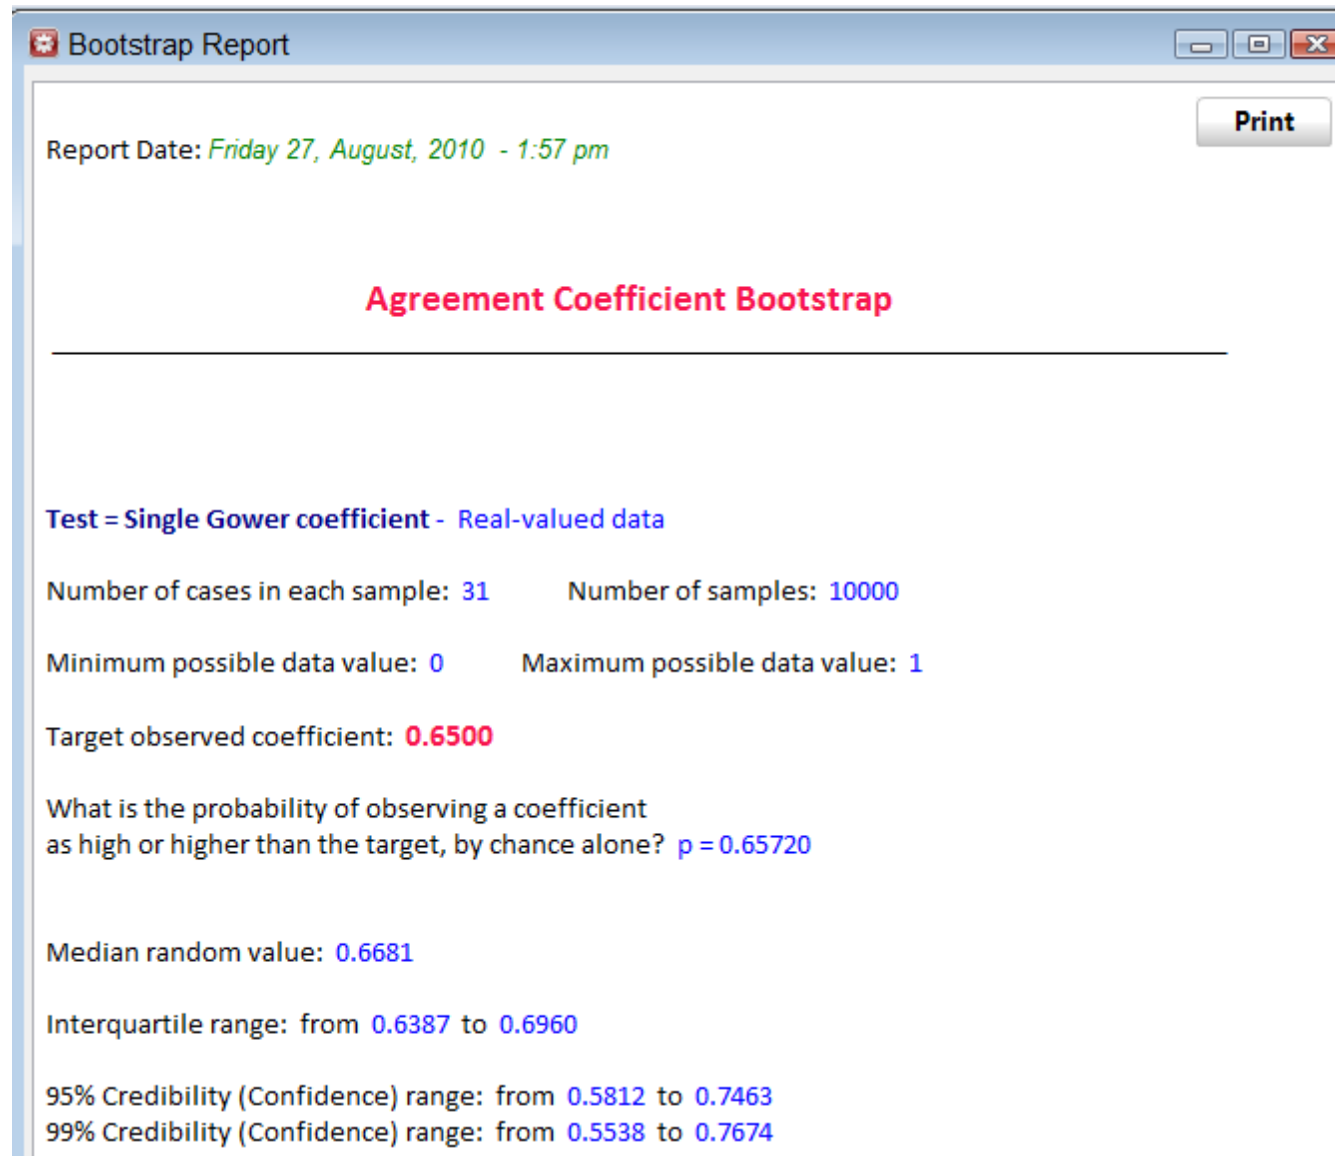 Bootstrap Report
Print
Report Date: Friday 27, August, 2010 - 1:57 pm
Agreement Coefficient Bootstrap
Test = Single Gower coefficient - Real-valued data
Number of cases in each sample: 31 Number of samples: 10000
Minimum possible data value: 0 Maximum possible data value: 1
Target observed coefficient: 0.6500
What is the probability of observing a coefficient
as high or higher than the target, by chance alone? p = 0.65720
Median random value: 0.6681
Interquartile range: from 0.6387 to 0.6960
95% Credibility (Confidence) range: from 0.5812 to 0.7463
99% Credibility (Confidence) range: from 0.5538 to 0.7674